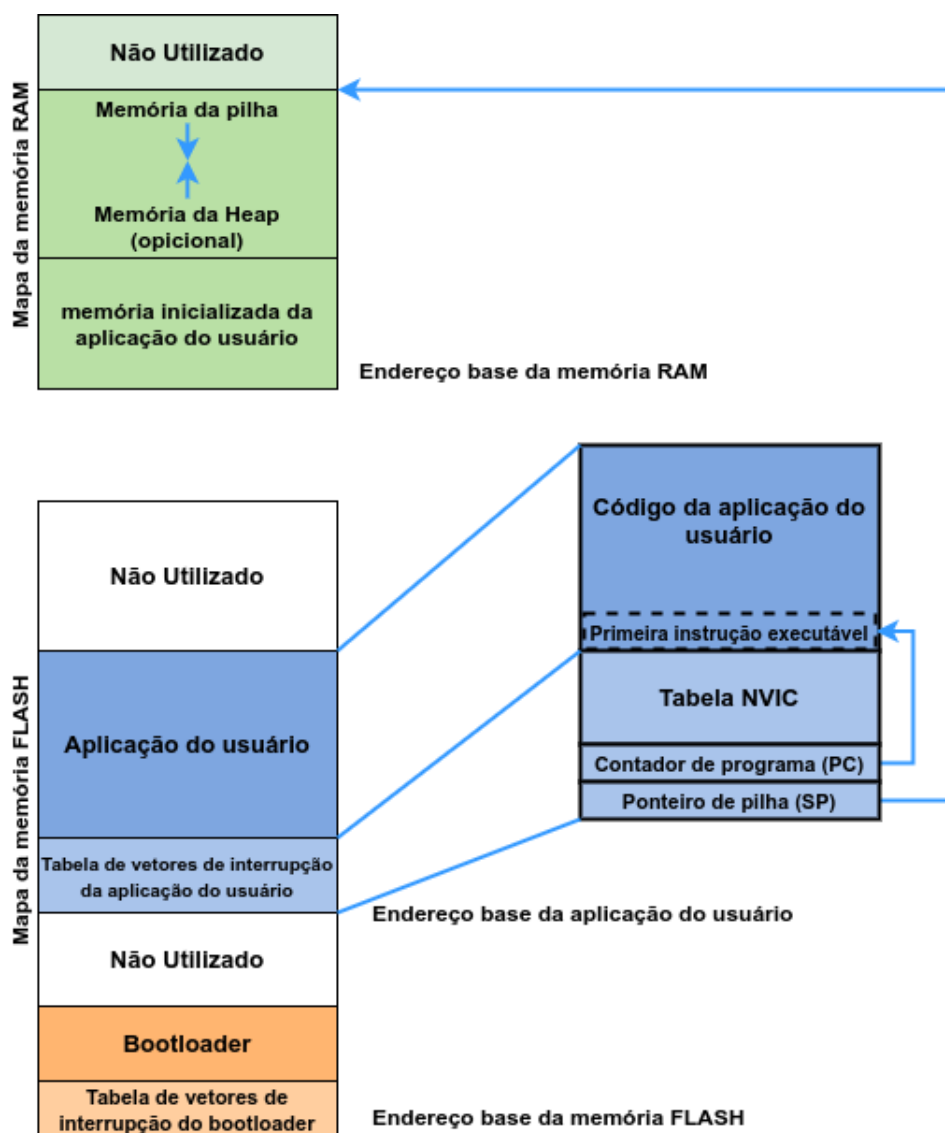 Mapa da memória RAM
Não Utilizado
Memória da pilha
Memória da Heap
(opicional)
memória inicializada da
aplicação do usuário
Endereço base da memória RAM
Mapa da memória FLASH
Não Utilizado
Aplicação do usuário
Tabela de vetores de interrupção
da aplicação do usuário
Não Utilizado
Bootloader
Tabela de vetores de
interrupção do bootloader
Código da aplicação do
usuário
Primeira instrução executável
Tabela NVIC
Contador de programa (PC)
Ponteiro de pilha (SP)
Endereço base da aplicação do usuário
Endereço base da memória FLASH